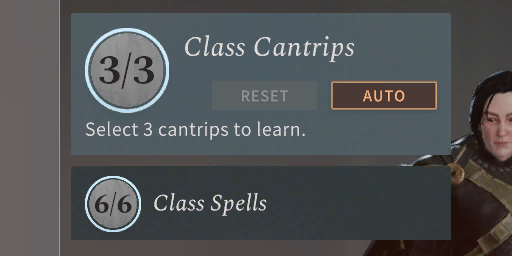 Class Cantrips
3/3
RESET
AUTO
Select 3 cantrips to learn.
6/6
Class Spells